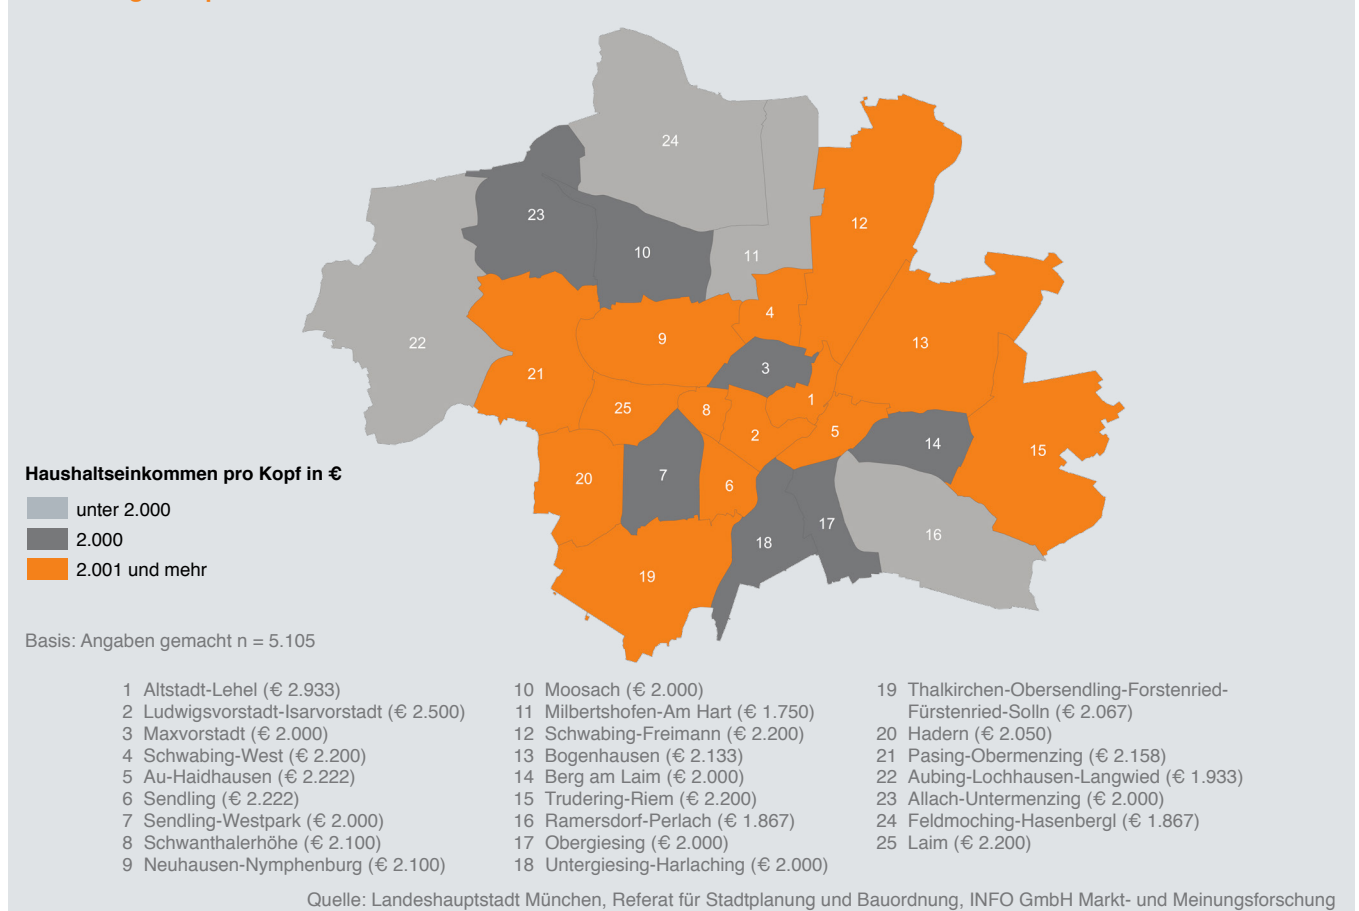 24
12
23
10
11
4
9
13
22
3
21
1
25
8
5
2
14
15
20
7
6
17
16
18
19
Haushaltseinkommen pro Kopf in €
unter 2.000
2.000
2.001 und mehr
Basis: Angaben gemacht n = 5.105
1 Altstadt-Lehel (€ 2.933)
2 Ludwigsvorstadt-Isarvorstadt (€ 2.500)
3 Maxvorstadt (€ 2.000)
4 Schwabing-West (€ 2.200)
5 Au-Haidhausen (€ 2.222)
6 Sendling (€ 2.222)
7 Sendling-Westpark (€ 2.000)
8 Schwanthalerhöhe (€ 2.100)
9 Neuhausen-Nymphenburg (€ 2.100)
10 Moosach (€ 2.000)
11 Milbertshofen-Am Hart (€ 1.750)
12 Schwabing-Freimann (€ 2.200)
13 Bogenhausen (€ 2.133)
14 Berg am Laim (€ 2.000)
15 Trudering-Riem (€ 2.200)
16 Ramersdorf-Perlach (€ 1.867)
17 Obergiesing (€ 2.000)
18 Untergiesing-Harlaching (€ 2.000)
19 Thalkirchen-Obersendling-Forstenried-
Fürstenried-Solln (€ 2.067)
20 Hadern (€ 2.050)
21 Pasing-Obermenzing (€ 2.158)
22 Aubing-Lochhausen-Langwied (€ 1.933)
23 Allach-Untermenzing (€ 2.000)
24 Feldmoching-Hasenbergl (€ 1.867)
25 Laim (€ 2.200)
Quelle: Landeshauptstadt München, Referat für Stadtplanung und Bauordnung, INFO GmbH Markt- und Meinungsforschung